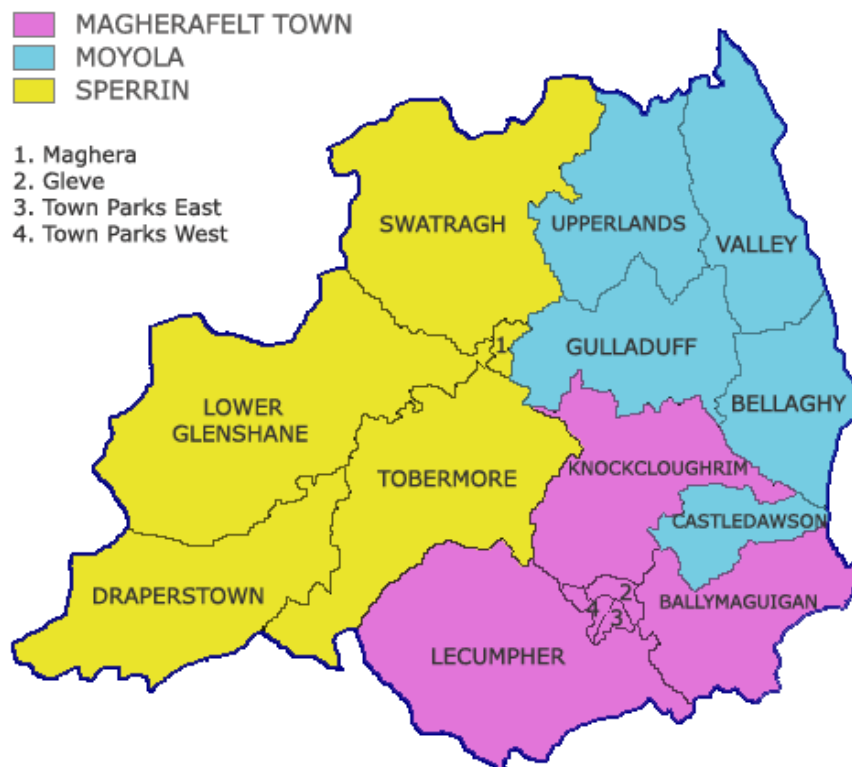 MAGHERAFELT TOWN
MOYOLA
SPERRIN
1. Maghera
2. Gleve
3. Town Parks East
4. Town Parks West
SWATRAGH
UPPERLANDS
VALLEY
1
GULLADUFF
LOWER
GLENSHANE
BELLAGHY
TOBERMORE
KNOCKCLOUGHRIM
CASTLEDAWSON
DRAPERSTOWN
2
BALLYMAGUIGAN
4
3
LECUMPHER